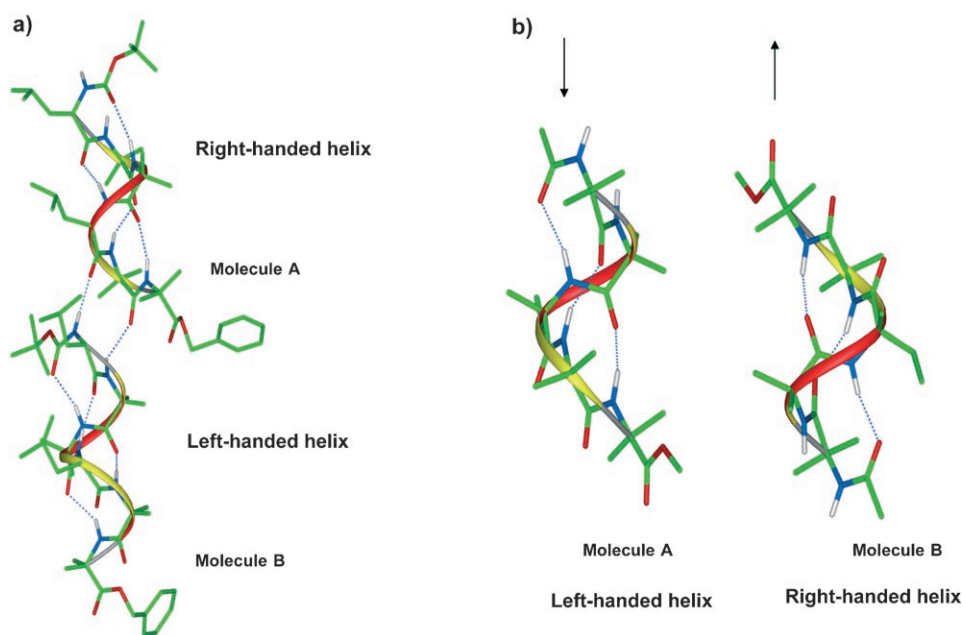 a)
Right-handed helix
Molecule A
Left-handed helix
Molecule B
b)
Molecule A
Left-handed helix
Molecule B
Right-handed helix